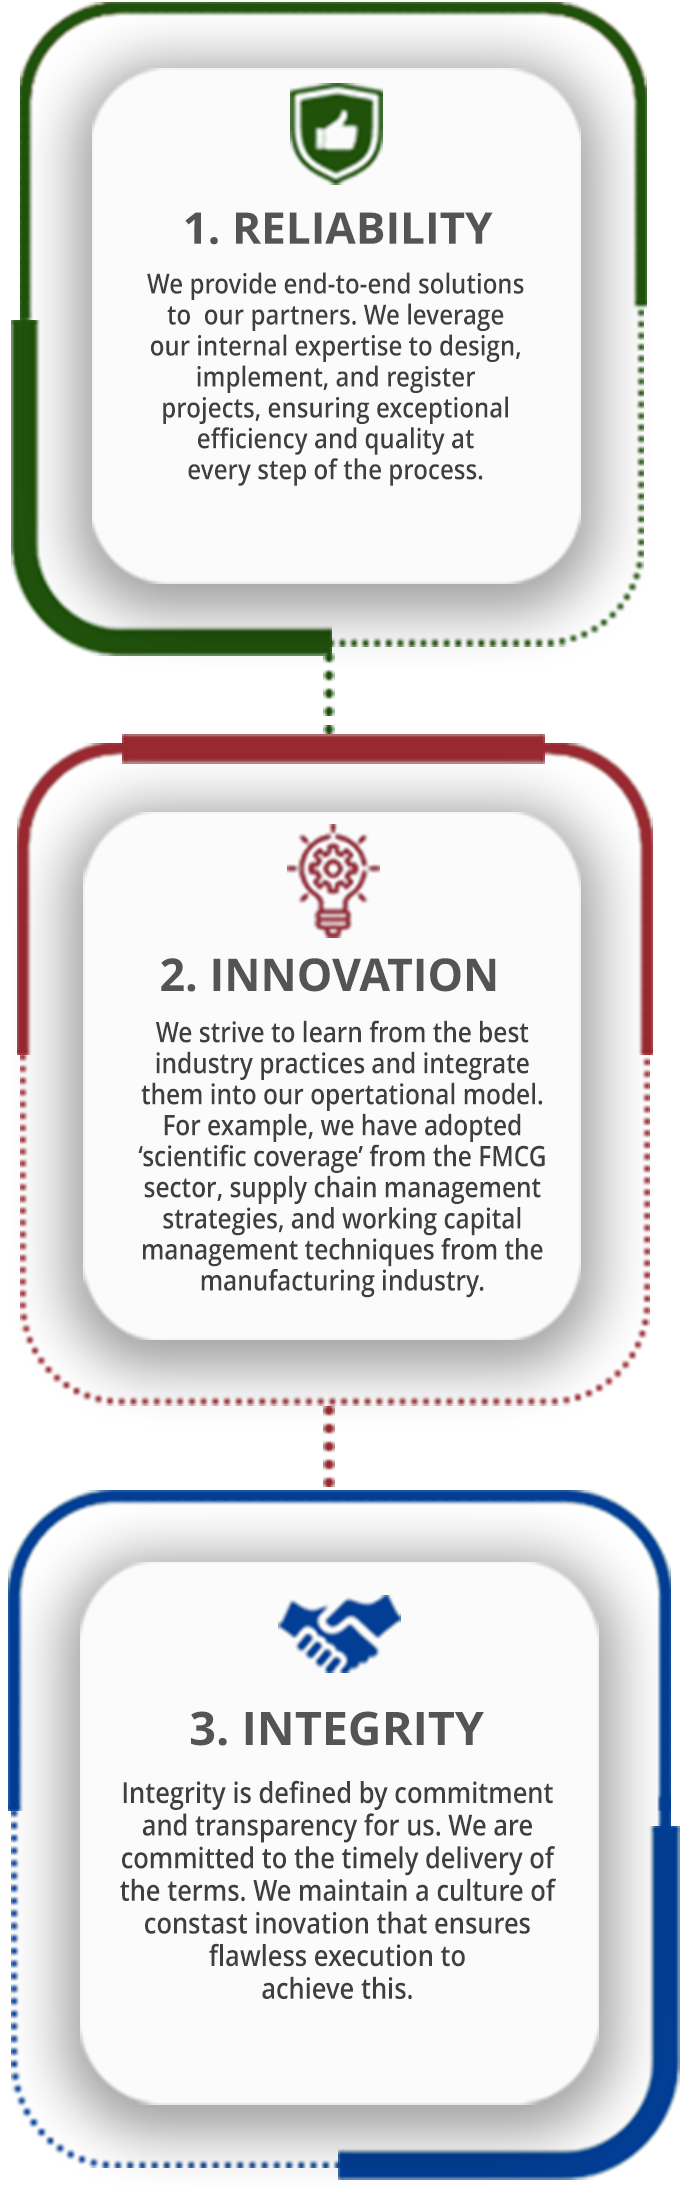 1. RELIABILITY
We provide end-to-end solutions
to  our partners. We leverage
our internal expertise to design,
implement, and register
projects, ensuring exceptional
efficiency and quality at
every step of the process.
2. INNOVATION
We strive to learn from the best
industry practices and integrate
them into our opertational model.
For example, we have adopted
‘scientific coverage’ from the FMCG
sector, supply chain management
strategies, and working capital
management techniques from the
manufacturing industry.
3. INTEGRITY
Integrity is defined by commitment
and transparency for us. We are
committed to the timely delivery of
the terms. We maintain a culture of
constast inovation that ensures
flawless execution to
achieve this.